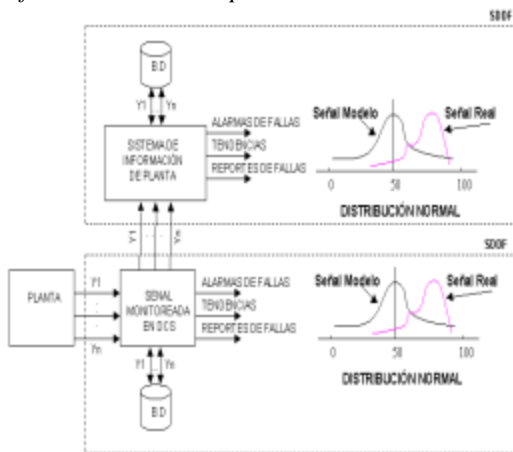 SDDF
B.D
Y1 Yn
ALARMAS DE FALLAS
SISTEMA DE
INFORMACIÓN
DE PLANTA
TENDENCIAS
REPORTES DE FALLAS
Señal Modelo
Señal Real
0 50 100
DISTRIBUCIÓN NORMAL
Y1 Yn
SDDF
PLANTA
Y1
Yn
SEÑAL
MONITOREADA
EN DCS
ALARMAS DE FALLAS
TENDENCIAS
REPORTES DE FALLAS
Señal Modelo
Señal Real
0 50 100
DISTRIBUCIÓN NORMAL
Y1 Yn
B.D